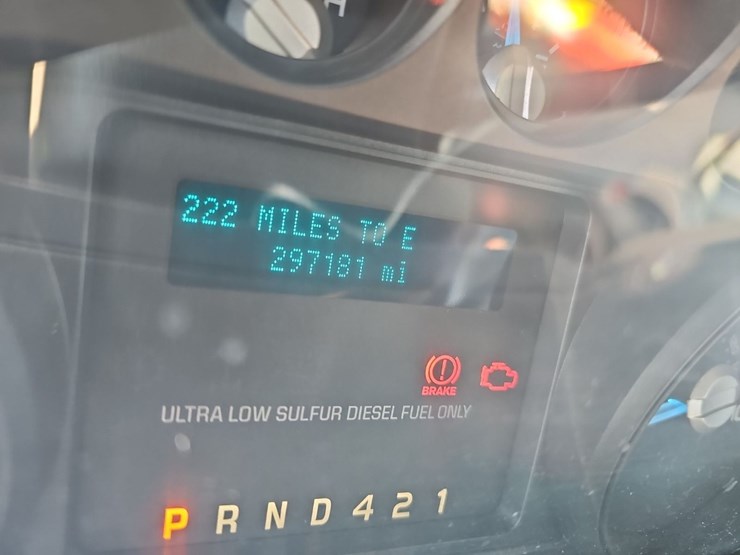 H
222 MILES TO E
297181 mi
BRAKE
ULTRA LOW SULFUR DIESEL FUEL ONLY
P R N D 4 2 1